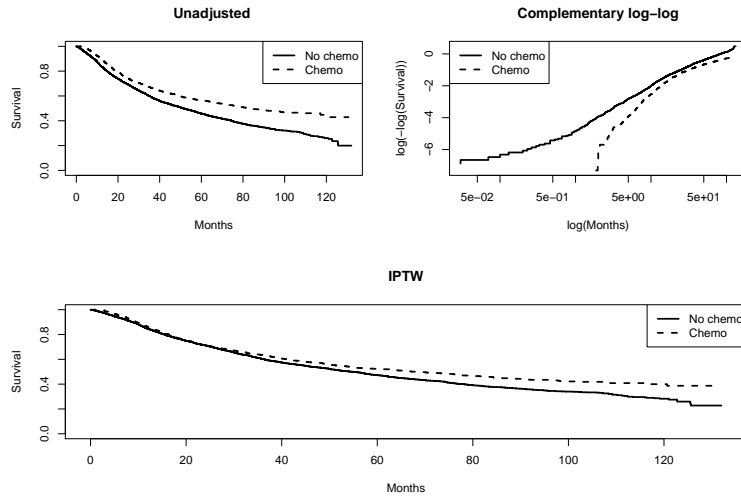 Unadjusted
Survival
0.0 0.4 0.8
No chemo
Chemo
0 20 40 60 80 100 120
Months
Complementary log−log
log(−log(Survival))
−6 −4 −2 0
No chemo
Chemo
5e−02 5e−01 5e+00 5e+01
log(Months)
IPTW
Survival
0.0 0.4 0.8
No chemo
Chemo
0 20 40 60 80 100 120
Months